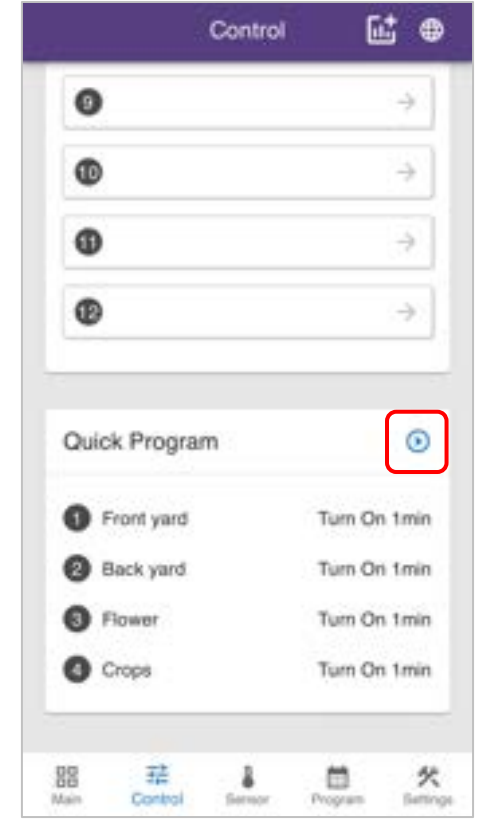 Control
9
10
11
12
Quick Program
1 Front yard Turn On 1min
2 Back yard Turn On 1min
3 Flower Turn On 1min
4 Crops Turn On 1min
Main Control Sensor Program Settings